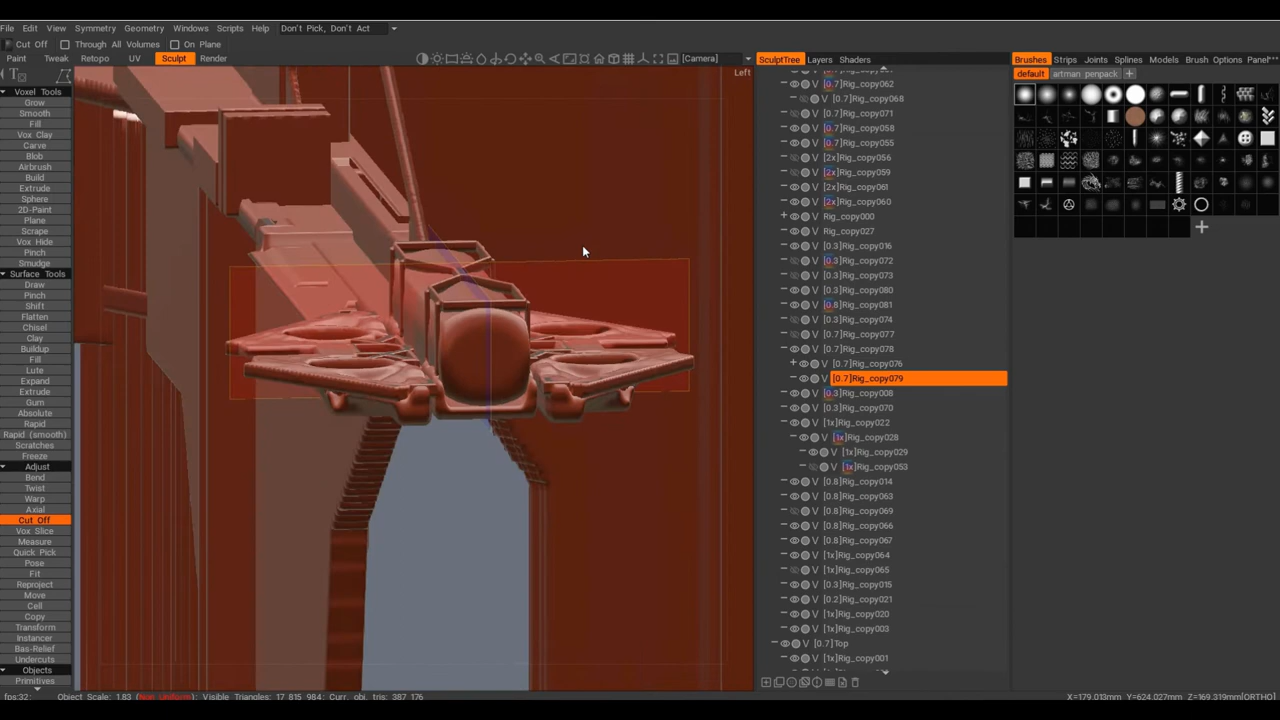 File Edit View Symmetry Geometry Windows Scripts Help Don't Pick, Don't Act
Cut Off Through All Volumes On Plane
Paint Tweak Retopo UV Sculpt Render [Camera] SculptTree Layers Shaders Brushes Strips Joints Splines Models Brush Options Panel
Left
default artman penpack
Voxel Tools
Grow
Smooth
Fill
Vox Clay
Carve
Blob
Airbrush
Build
Extrude
Sphere
2D-Paint
Plane
Scrape
Vox Hide
Pinch
Smudge
Surface Tools
Draw
Pinch
Shift
Flatten
Chisel
Clay
Buildup
Fill
Lute
Expand
Extrude
Gum
Absolute
Rapid
Rapid (smooth)
Scratches
Freeze
Adjust
Bend
Twist
Warp
Axial
Cut Off
Vox Slice
Measure
Quick Pick
Pose
Fit
Reproject
Move
Cell
Copy
Transform
Instancer
Bas-Relief
Undercuts
Objects
Primitives
V [0.7]Rig_copy062
V [0.7]Rig_copy068
V [0.7]Rig_copy071
V [0.7]Rig_copy058
V [0.7]Rig_copy055
V [2x]Rig_copy056
V [2x]Rig_copy059
V [2x]Rig_copy061
V [2x]Rig_copy060
V Rig_copy000
V Rig_copy027
V [0.3]Rig_copy016
V [0.3]Rig_copy072
V [0.3]Rig_copy073
V [0.3]Rig_copy080
V [0.8]Rig_copy081
V [0.3]Rig_copy074
V [0.7]Rig_copy077
V [0.7]Rig_copy078
V [0.7]Rig_copy076
V [0.7]Rig_copy079
V [0.3]Rig_copy008
V [0.3]Rig_copy070
V [1x]Rig_copy022
V [1x]Rig_copy028
V [1x]Rig_copy029
V [1x]Rig_copy053
V [0.8]Rig_copy014
V [0.8]Rig_copy063
V [0.8]Rig_copy069
V [0.8]Rig_copy066
V [0.8]Rig_copy067
V [1x]Rig_copy064
V [1x]Rig_copy065
V [0.3]Rig_copy015
V [0.2]Rig_copy021
V [1x]Rig_copy020
V [1x]Rig_copy003
V [0.7]Top
V [1x]Rig_copy001
fps:32; Object Scale: 1.83 (Non Uniform); Visible Triangles: 17 815 984; Curr. obj. tris: 387 176 X=179.013mm Y=624.027mm Z=169.319mm[ORTHO]